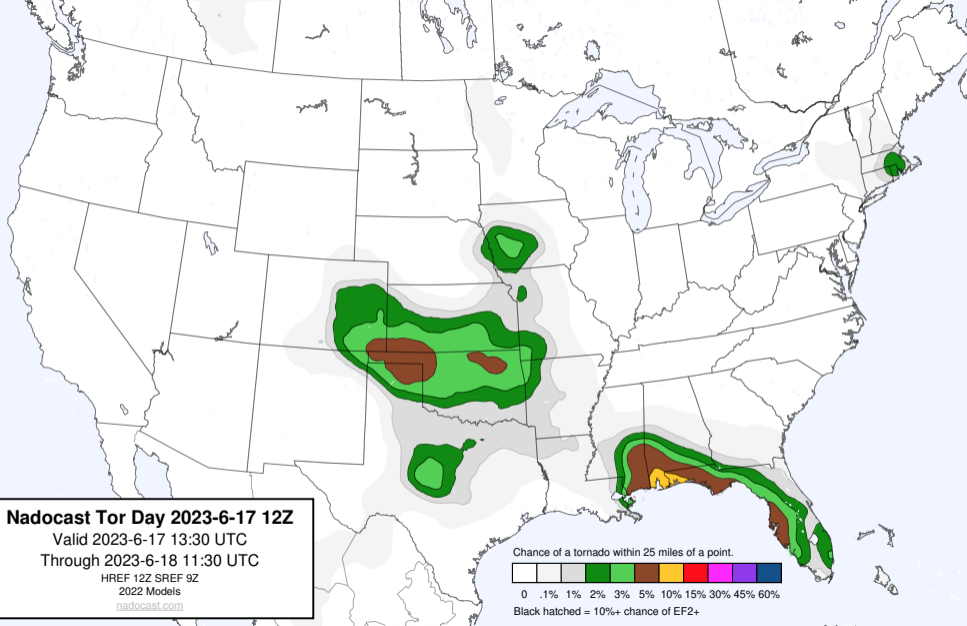 Nadocast Tor Day 2023-6-17 12Z
Valid 2023-6-17 13:30 UTC
Through 2023-6-18 11:30 UTC
HREF 12Z SREF 9Z
2022 Models
nadocast.com
Chance of a tornado within 25 miles of a point.
0 .1% 1% 2% 3% 5% 10% 15% 30% 45% 60%
Black hatched = 10%+ chance of EF2+